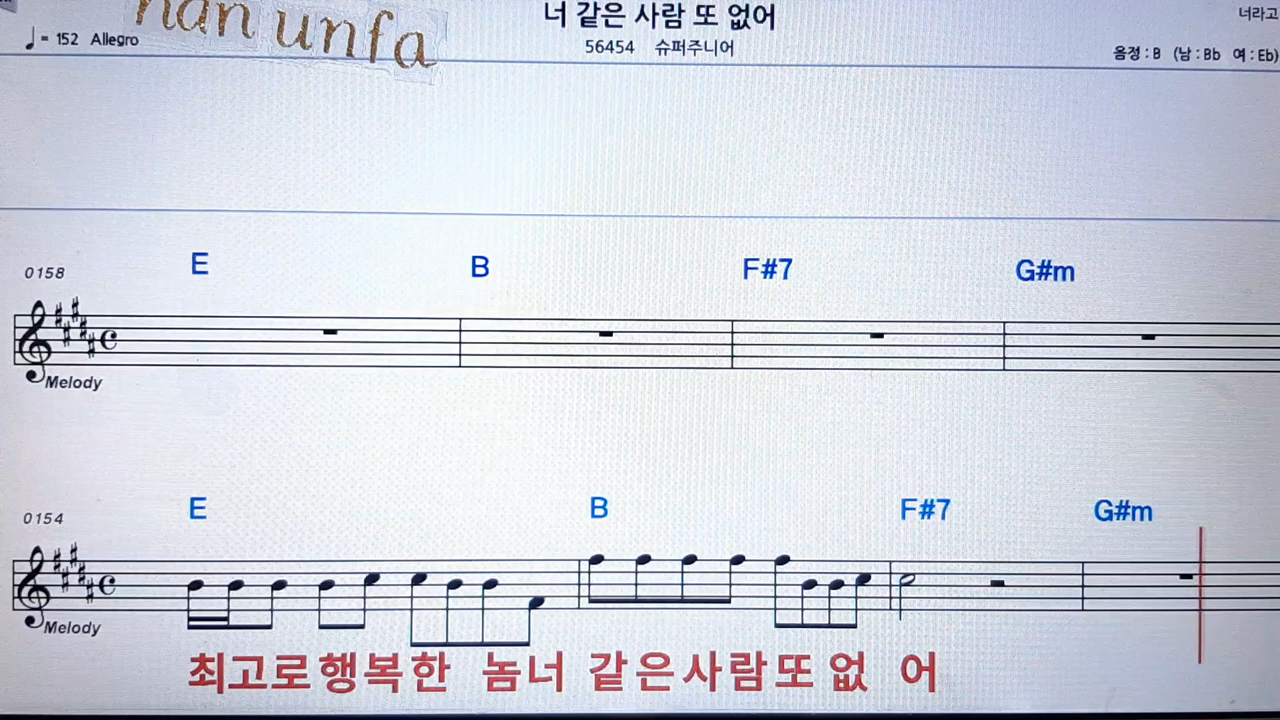 nan unfa
너 같은 사람 또 없어
너라고
♩= 152 Allegro
56454 슈퍼주니어
음정 : B (남 : Bb 여 : Eb)
0158
E B F#7 G#m
Melody
0154
E B F#7 G#m
Melody
최고로행복한 놈너 같은사람또 없 어